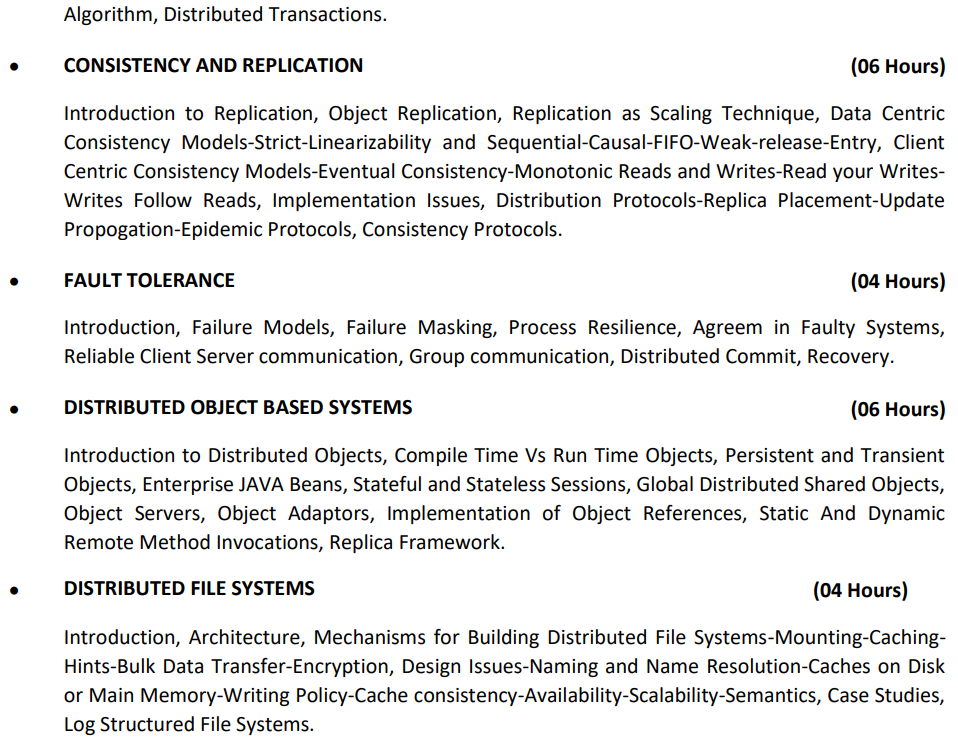 Algorithm, Distributed Transactions.
• CONSISTENCY AND REPLICATION (06 Hours)
Introduction to Replication, Object Replication, Replication as Scaling Technique, Data Centric
Consistency Models-Strict-Linearizability and Sequential-Causal-FIFO-Weak-release-Entry, Client
Centric Consistency Models-Eventual Consistency-Monotonic Reads and Writes-Read your Writes-
Writes Follow Reads, Implementation Issues, Distribution Protocols-Replica Placement-Update
Propogation-Epidemic Protocols, Consistency Protocols.
• FAULT TOLERANCE (04 Hours)
Introduction, Failure Models, Failure Masking, Process Resilience, Agreem in Faulty Systems,
Reliable Client Server communication, Group communication, Distributed Commit, Recovery.
• DISTRIBUTED OBJECT BASED SYSTEMS (06 Hours)
Introduction to Distributed Objects, Compile Time Vs Run Time Objects, Persistent and Transient
Objects, Enterprise JAVA Beans, Stateful and Stateless Sessions, Global Distributed Shared Objects,
Object Servers, Object Adaptors, Implementation of Object References, Static And Dynamic
Remote Method Invocations, Replica Framework.
• DISTRIBUTED FILE SYSTEMS (04 Hours)
Introduction, Architecture, Mechanisms for Building Distributed File Systems-Mounting-Caching-
Hints-Bulk Data Transfer-Encryption, Design Issues-Naming and Name Resolution-Caches on Disk
or Main Memory-Writing Policy-Cache consistency-Availability-Scalability-Semantics, Case Studies,
Log Structured File Systems.